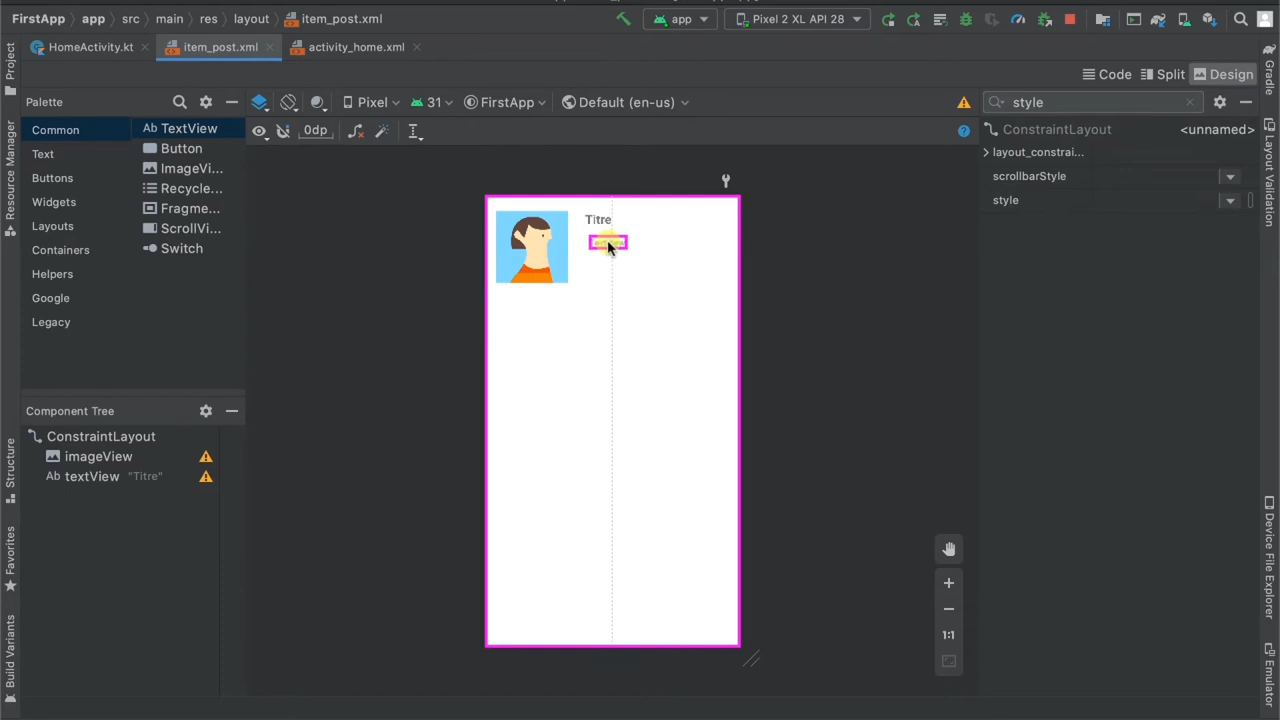 FirstApp app src main res layout item_post.xml app Pixel 2 XL API 28
HomeActivity.kt item_post.xml activity_home.xml
Code Split Design
Palette Pixel 31 FirstApp Default (en-us) style
Common Ab TextView 0dp ConstraintLayout <unnamed>
Text Button layout_constrai...
Buttons ImageVi... scrollbarStyle
Widgets Recycle... style
Layouts Fragme...
Containers ScrollVi...
Helpers Switch
Google
Legacy
Titre
Component Tree
ConstraintLayout
imageView
Ab textView "Titre"
1:1
Project
Resource Manager
Structure
Favorites
Build Variants
Gradle
Layout Validation
Device File Explorer
Emulator